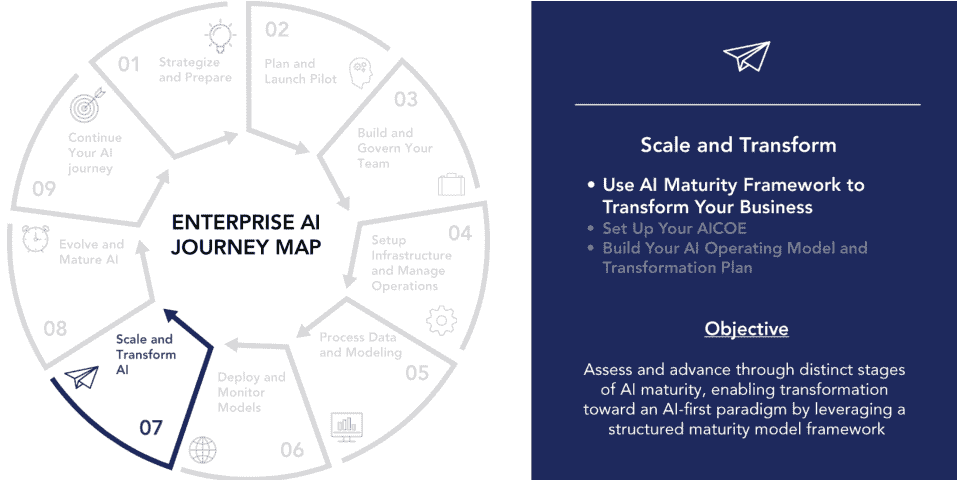 01
Strategize
and Prepare
02
Plan and
Launch Pilot
03
Build and
Govern Your
Team
04
Setup
Infrastructure
and Manage
Operations
Process Data
and Modeling
05
Deploy and
Monitor
Models
06
Scale and
Transform
AI
07
Evolve and
Mature AI
08
Continue
Your AI
journey
09
ENTERPRISE AI
JOURNEY MAP
Scale and Transform
• Use AI Maturity Framework to
Transform Your Business
• Set Up Your AICOE
• Build Your AI Operating Model and
Transformation Plan
Objective
Assess and advance through distinct stages
of AI maturity, enabling transformation
toward an AI-first paradigm by leveraging a
structured maturity model framework